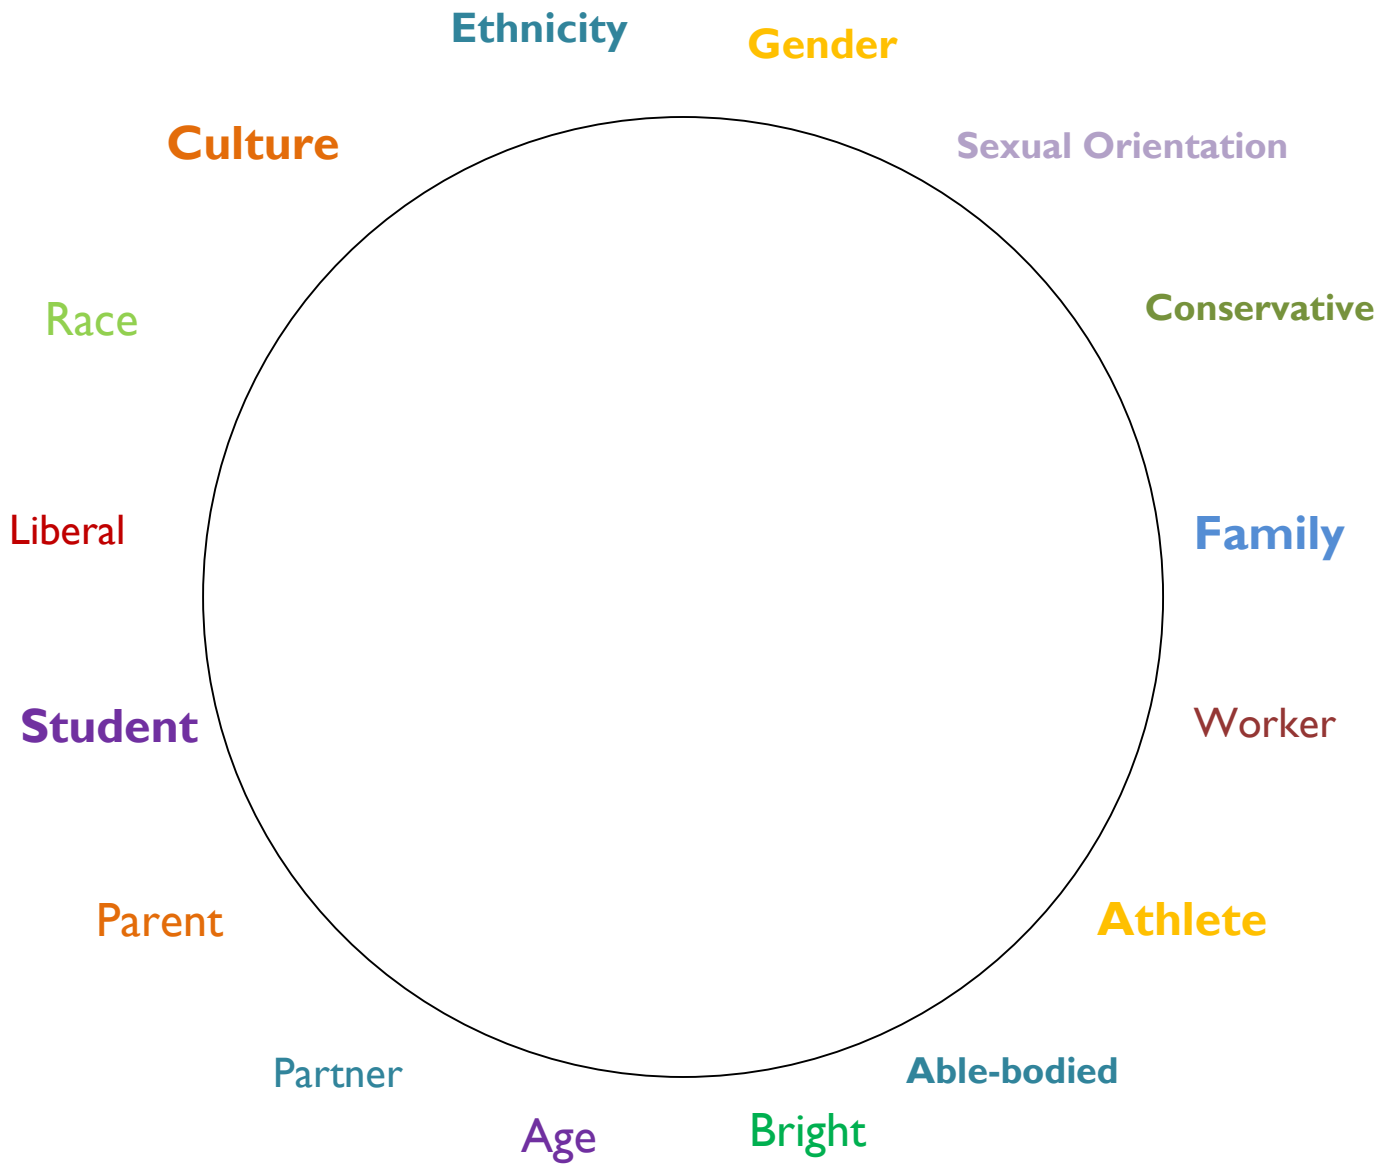 Ethnicity
Gender
Culture
Sexual Orientation
Race
Conservative
Liberal
Family
Student
Worker
Parent
Athlete
Partner
Able-bodied
Age
Bright